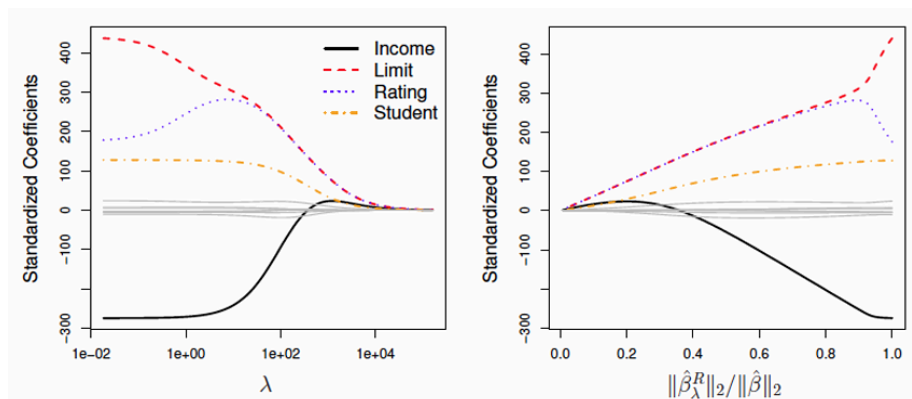 Standardized Coefficients
400
300
200
100
0
-100
-300
1e-02
1e+00
1e+02
1e+04
λ
Income
Limit
Rating
Student
Standardized Coefficients
400
300
200
100
0
-100
-300
0.0
0.2
0.4
0.6
0.8
1.0
‖β̂ᴿλ‖₂/‖β̂‖₂